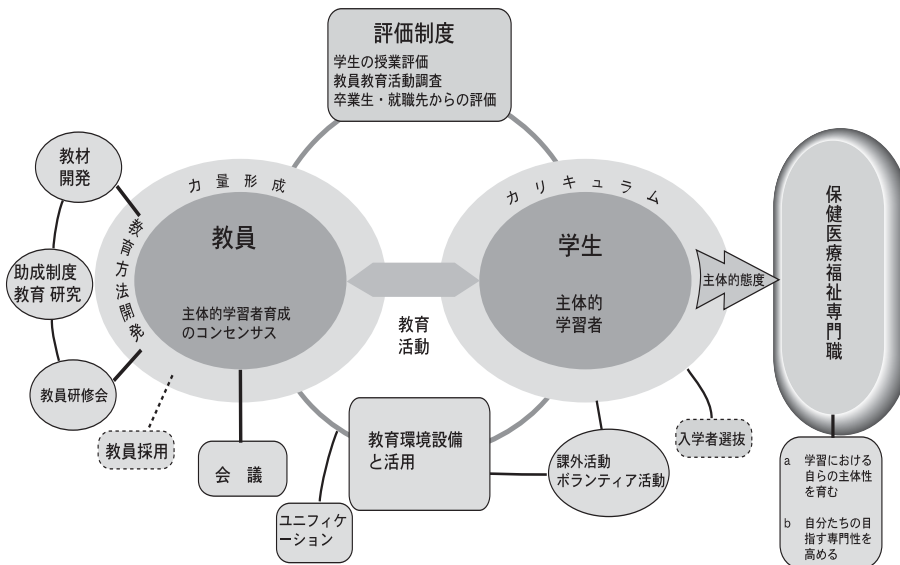 評価制度
学生の授業評価
教員教育活動調査
卒業生・就職先からの評価
教材
開発
助成制度
教育 研究
教員研修会
力量形成
教育方法開発
教員
主体的学習者育成
のコンセンサス
教育
活動
カリキュラム
学生
主体的
学習者
主体的態度
保健医療福祉専門職
教員採用
会　議
ユニフィケ
ーション
教育環境設備
と活用
課外活動
ボランティア活動
入学者選抜
a　学習における
自らの主体性
を育む
b　自分たちの目
指す専門性を
高める